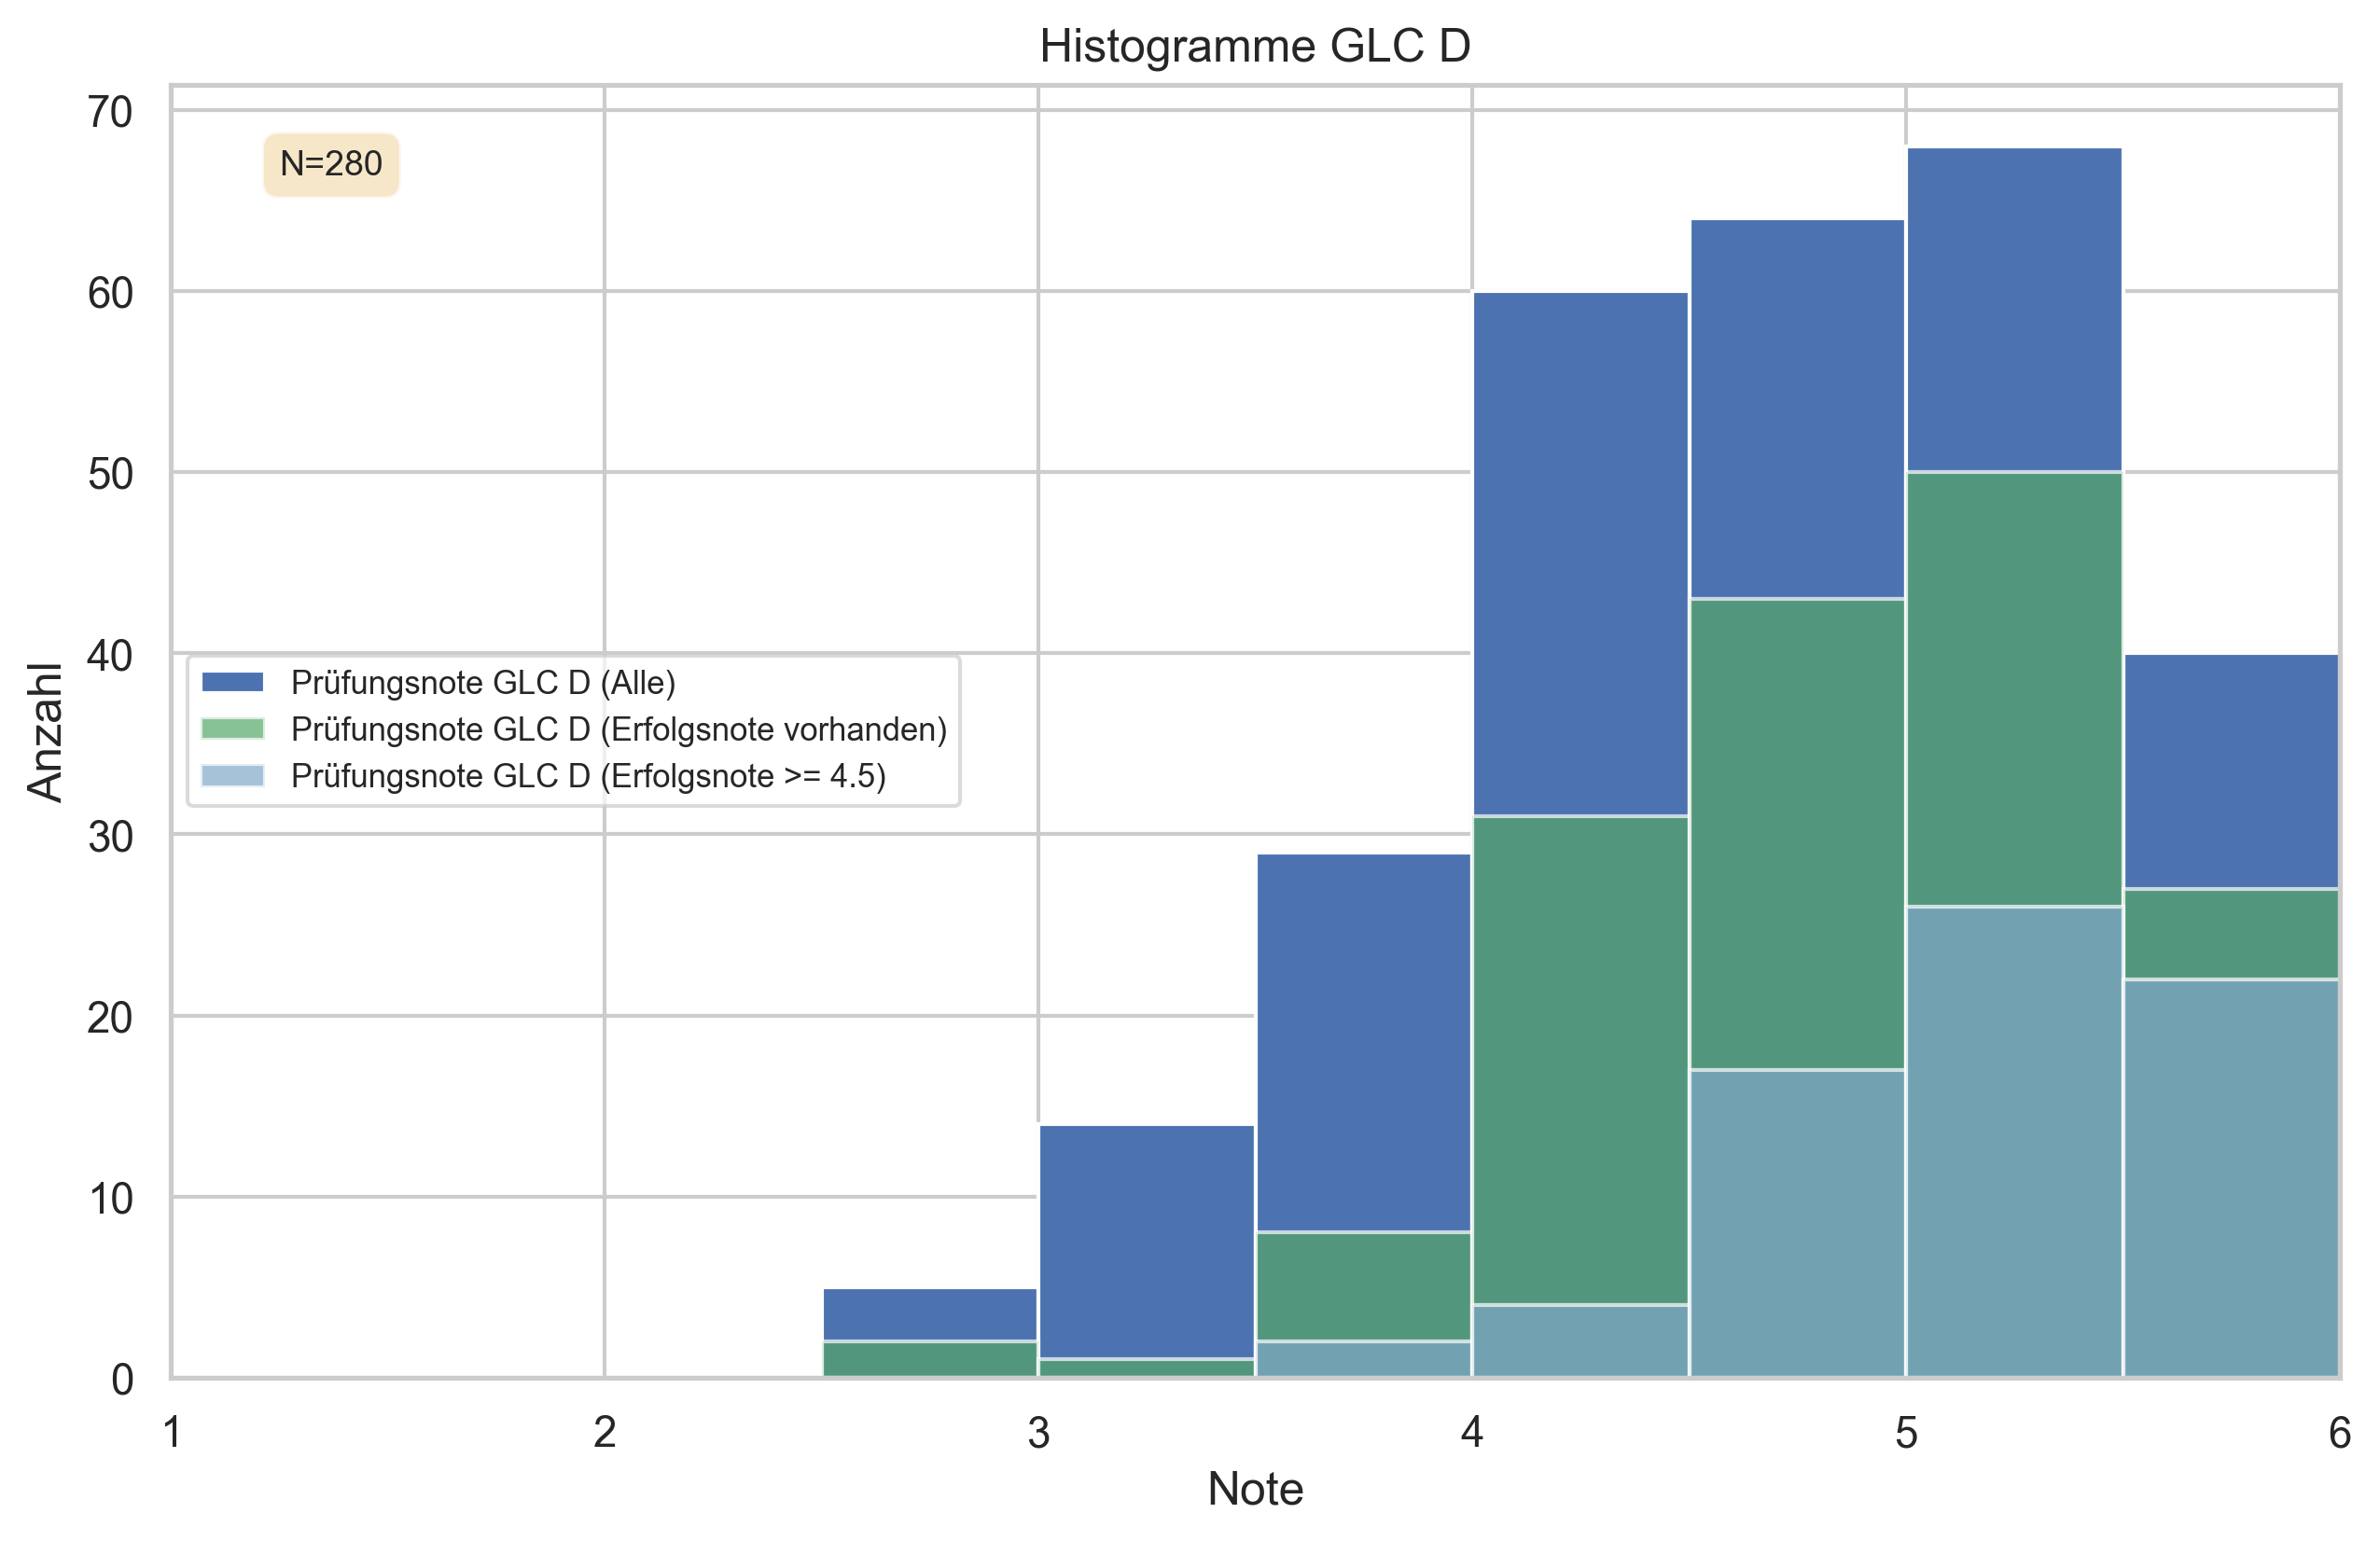 Histogramme GLC D
70
N=280
60
50
40
Prüfungsnote GLC D (Alle)
Prüfungsnote GLC D (Erfolgsnote vorhanden)
Prüfungsnote GLC D (Erfolgsnote >= 4.5)
Anzahl
30
20
10
0
1 2 3 4 5 6
Note